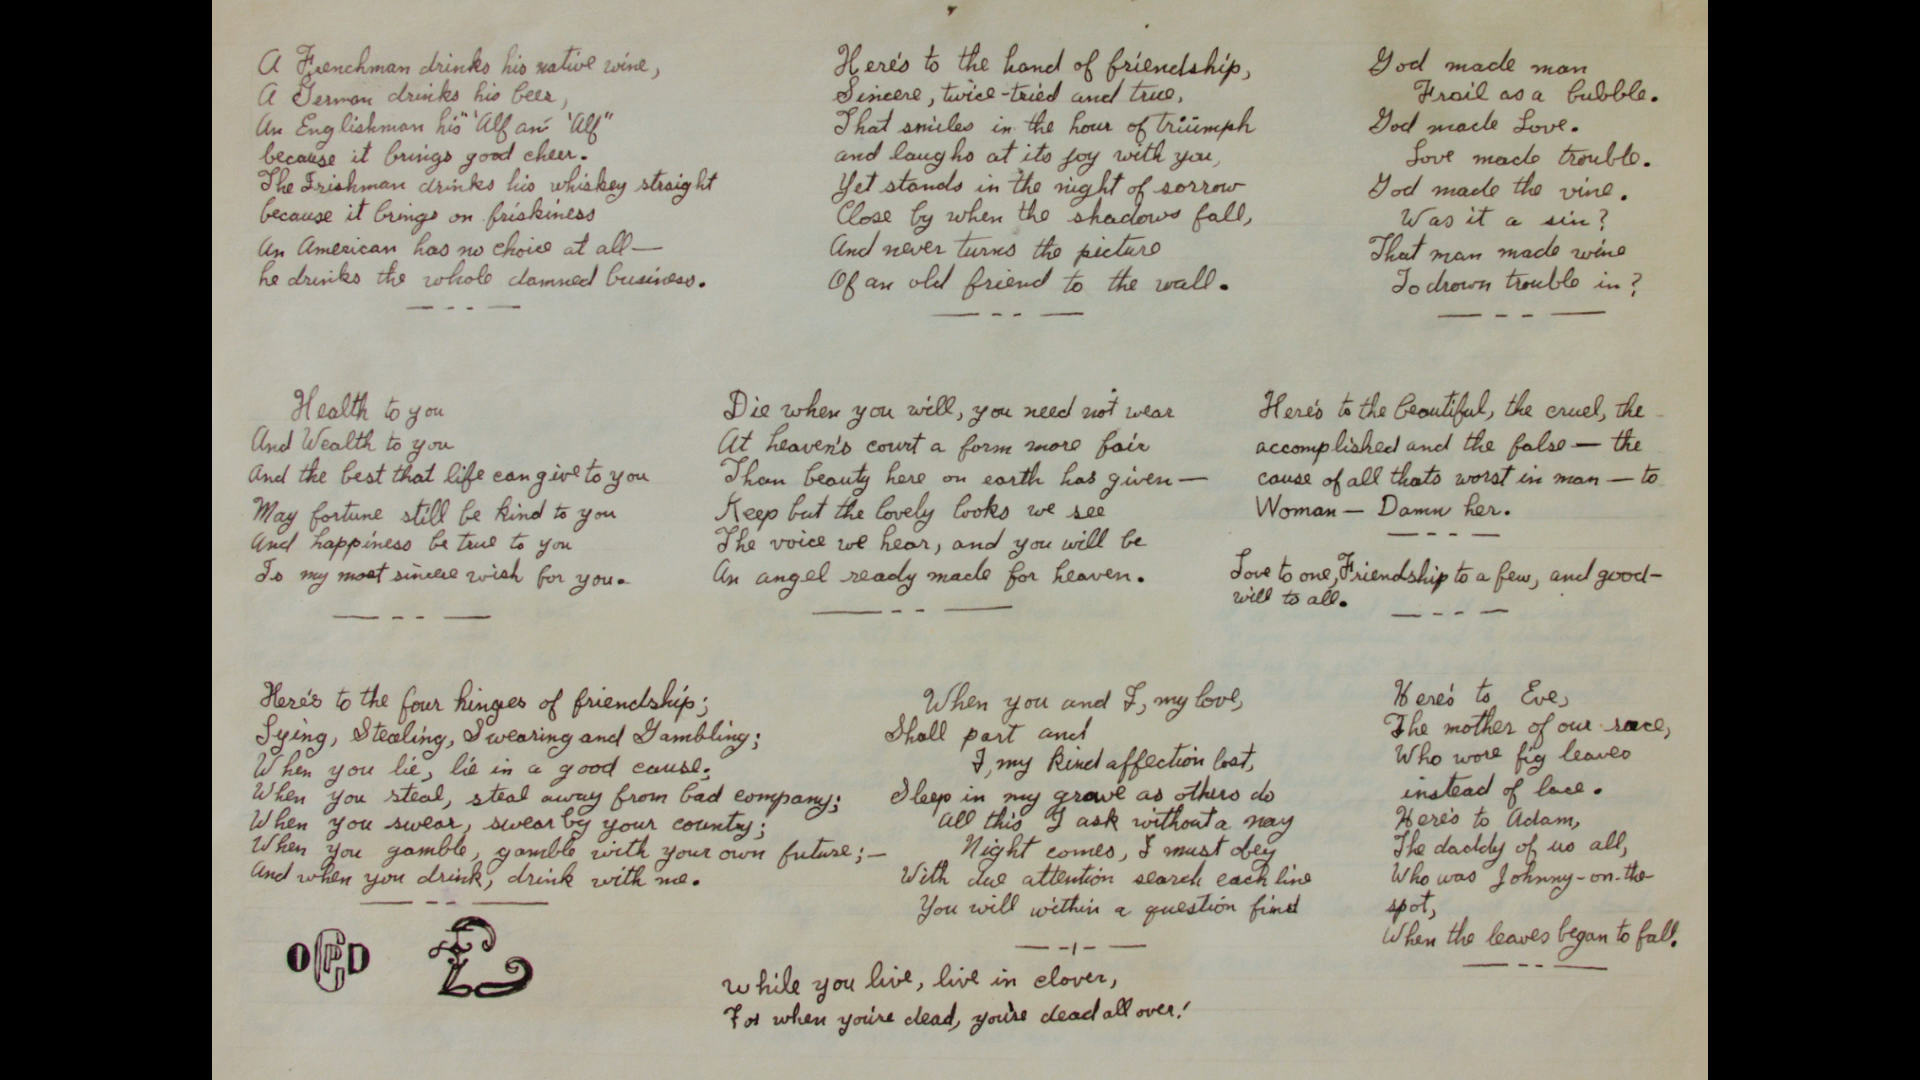 A Frenchman drinks his native wine,
A German drinks his beer,
An Englishman his "'Alf an' 'Alf"
because it brings good cheer.
The Irishman drinks his whiskey straight
because it brings on friskiness
An American has no choice at all—
he drinks the whole damned business.
Here's to the hand of friendship,
Sincere, twice-tried and true,
That smiles in the hour of triumph
and laughs at its joy with you,
Yet stands in the night of sorrow
Close by when the shadows fall,
And never turns the picture
Of an old friend to the wall.
God made man
Frail as a bubble.
God made Love.
Love made trouble.
God made the vine.
Was it a sin?
That man made wine
To drown trouble in?
Health to you
And Wealth to you
And the best that life can give to you
May fortune still be kind to you
And happiness be true to you
Is my most sincere wish for you.
Die when you will, you need not wear
At heaven's court a form more fair
Than beauty here on earth has given—
Keep but the lovely looks we see
The voice we hear, and you will be
An angel ready made for heaven.
Here's to the beautiful, the cruel, the
accomplished and the false — the
cause of all thats worst in man — to
Woman — Damn her.
Love to one, Friendship to a few, and good-
will to all.
Here's to the four hinges of friendship;
Lying, Stealing, Swearing and Gambling;
When you lie, lie in a good cause;
When you steal, steal away from bad company;
When you swear, swear by your country;
When you gamble, gamble with your own future;—
And when you drink, drink with me.
When you and I, my love,
Shall part and
I, my kind affection lost,
Sleep in my grave as others do
All this I ask without a nay
Night comes, I must obey
With due attention search each line
You will within a question find
Here's to Eve,
The mother of our race,
Who wore fig leaves
instead of lace.
Here's to Adam,
The daddy of us all,
Who was Johnny-on-the-
spot,
When the leaves began to fall.
L
While you live, live in clover,
For when you're dead, you're dead all over!